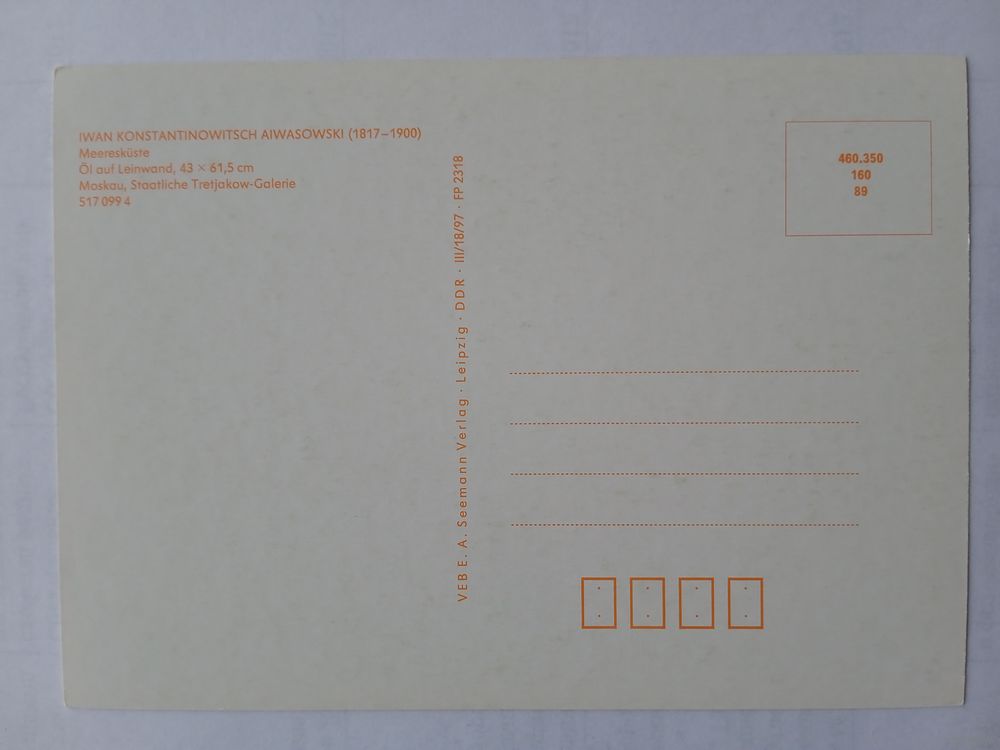 IWAN KONSTANTINOWITSCH AIWASOWSKI (1817–1900)
Meeresküste
Öl auf Leinwand, 43 × 61,5 cm
Moskau, Staatliche Tretjakow-Galerie
517 099 4
VEB E. A. Seemann Verlag · Leipzig · DDR · III/18/97 · FP 2318
460.350
160
89